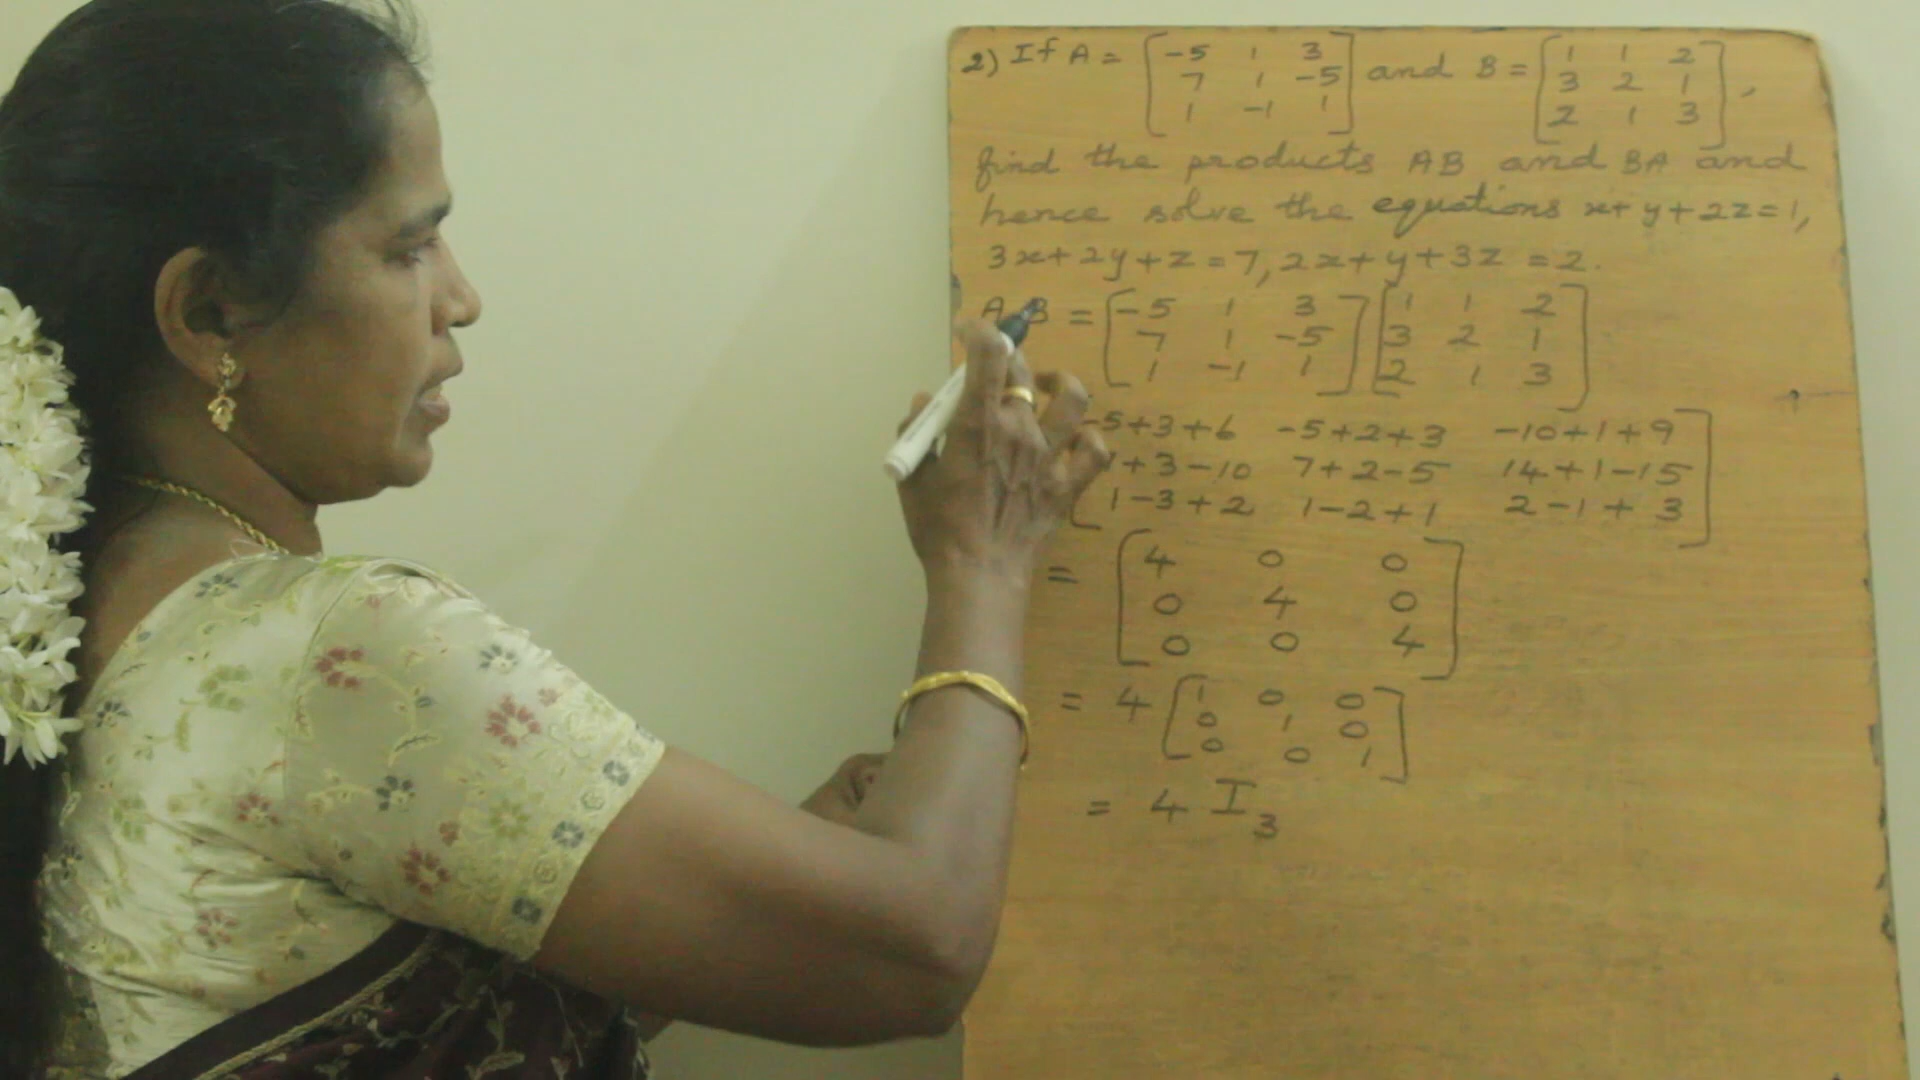 2) If A = [ -5 1 3 ] and B = [ 1 1 2 ]
[ 7 1 -5 ] [ 3 2 1 ] ,
[ 1 -1 1 ] [ 2 1 3 ]
find the products AB and BA and
hence solve the equations x+y+2z=1,
3x+2y+z=7, 2x+y+3z=2.
AB = [ -5 1 3 ] [ 1 1 2 ]
[ 7 1 -5 ] [ 3 2 1 ]
[ 1 -1 1 ] [ 2 1 3 ]
-5+3+6 -5+2+3 -10+1+9 ]
+3-10 7+2-5 14+1-15 ]
[ 1-3+2 1-2+1 2-1+3 ]
= [ 4 0 0 ]
[ 0 4 0 ]
[ 0 0 4 ]
= 4 [ 1 0 0 ]
[ 0 1 0 ]
[ 0 0 1 ]
= 4 I3